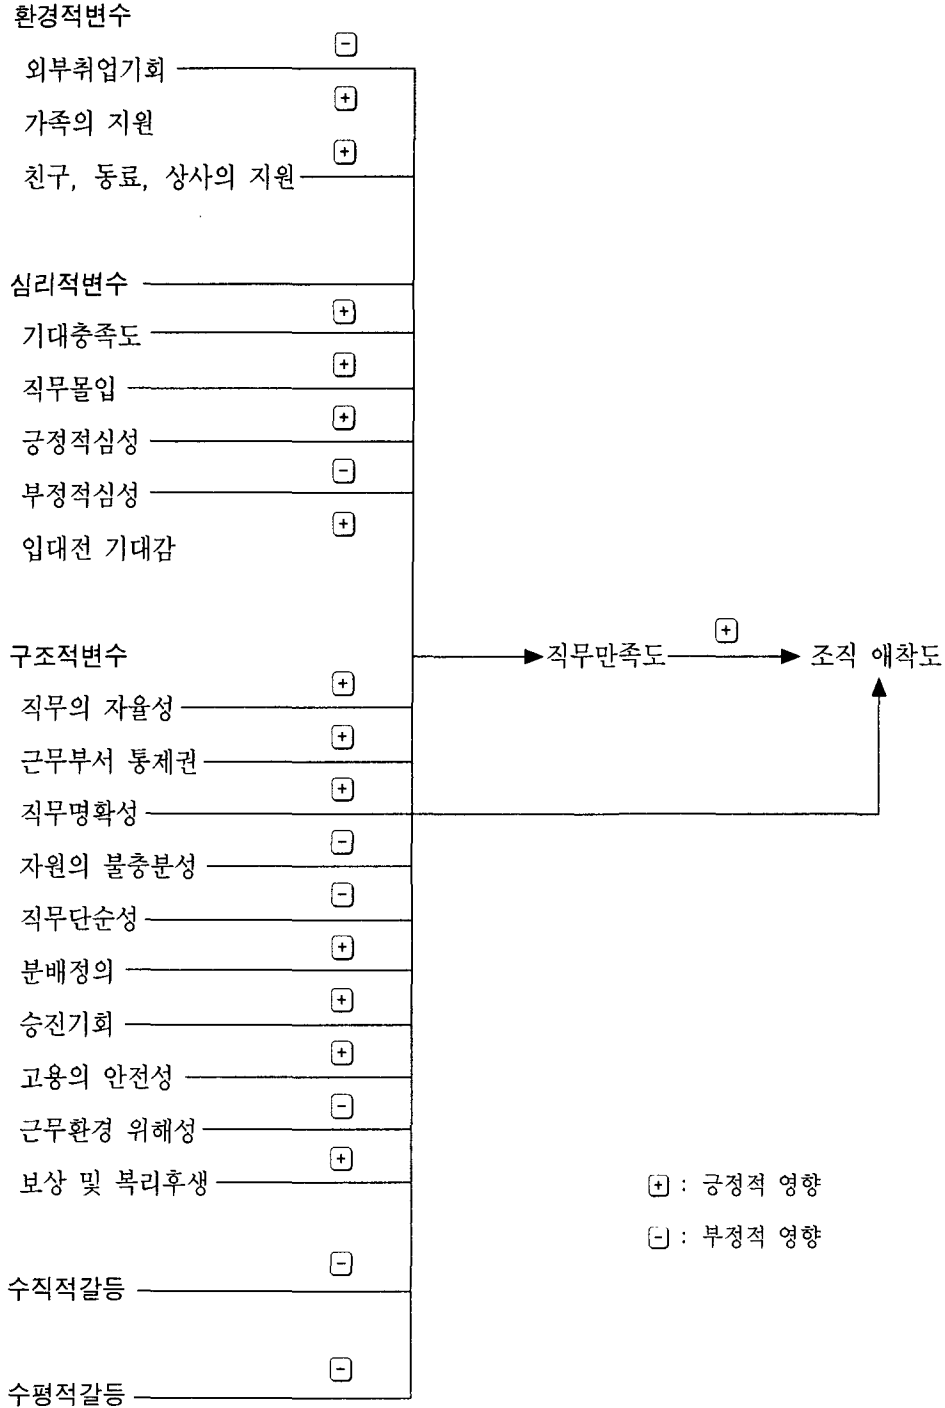 환경적변수
−
외부취업기회
+
가족의 지원
+
친구, 동료, 상사의 지원
심리적변수
+
기대충족도
+
직무몰입
+
긍정적심성
−
부정적심성
+
입대전 기대감
구조적변수
직무만족도
+
조직 애착도
+
직무의 자율성
+
근무부서 통제권
+
직무명확성
−
자원의 불충분성
−
직무단순성
+
분배정의
+
승진기회
+
고용의 안전성
−
근무환경 위해성
+
보상 및 복리후생
+ : 긍정적 영향
− : 부정적 영향
−
수직적갈등
−
수평적갈등